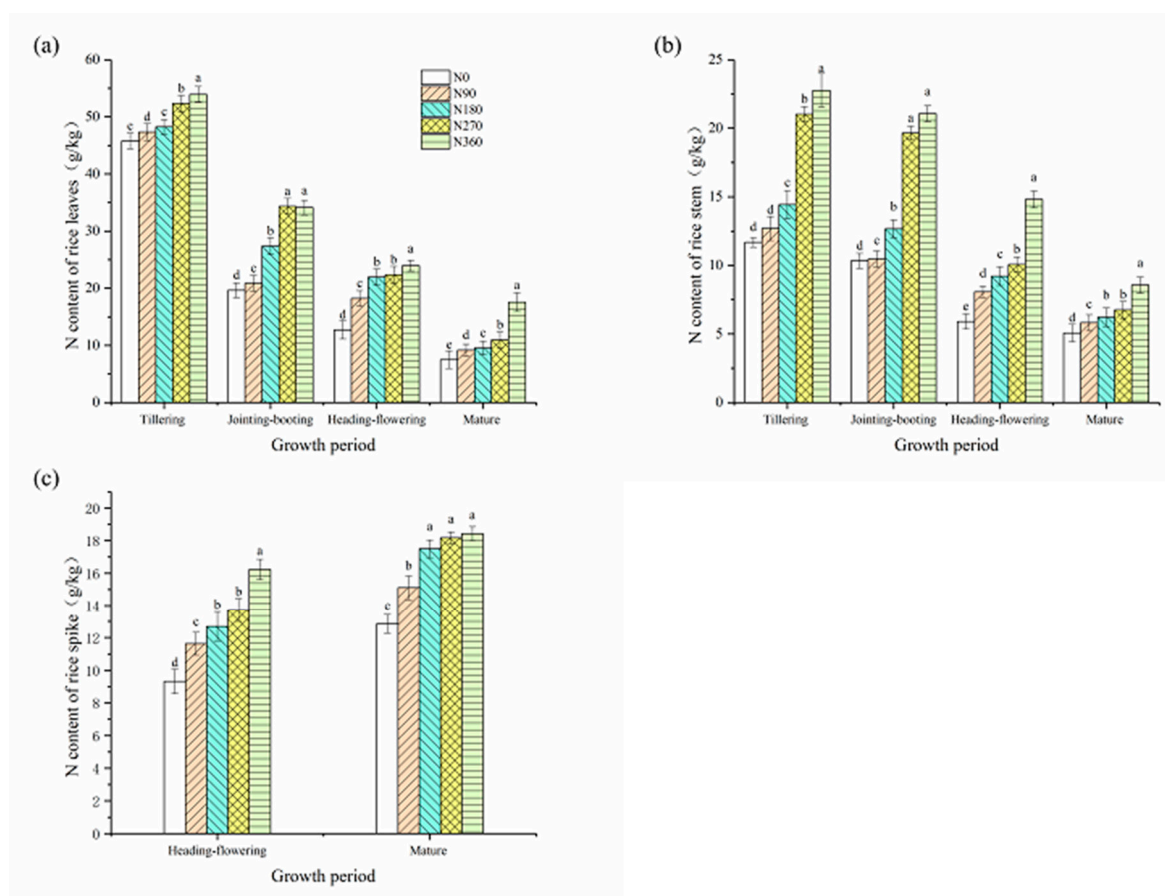 (a)
N content of rice leaves (g/kg)
60
50
40
30
20
10
0
N0
N90
N180
N270
N360
e d c b a
d c b a a
d c b b a
e d c b a
Tillering Jointing-booting Heading-flowering Mature
Growth period
(b)
N content of rice stem (g/kg)
25
20
15
10
5
0
d d c b a
c c b a a
e d c b a
d c b b a
Tillering Jointing-booting Heading-flowering Mature
Growth period
(c)
N content of rice spike (g/kg)
20
18
16
14
12
10
8
6
4
2
0
d c b b a
c b a a a
Heading-flowering Mature
Growth period